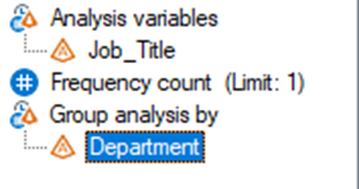 Analysis variables
Job_Title
Frequency count (Limit: 1)
Group analysis by
Department